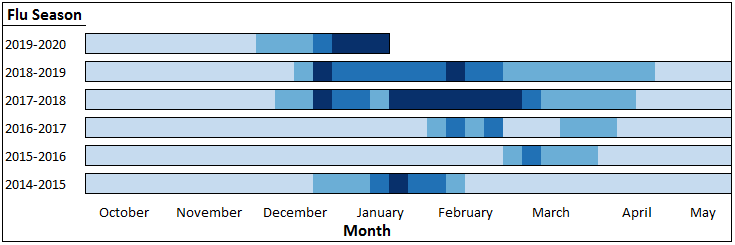 Flu Season
2019-2020
2018-2019
2017-2018
2016-2017
2015-2016
2014-2015
October November December January February March April May
Month